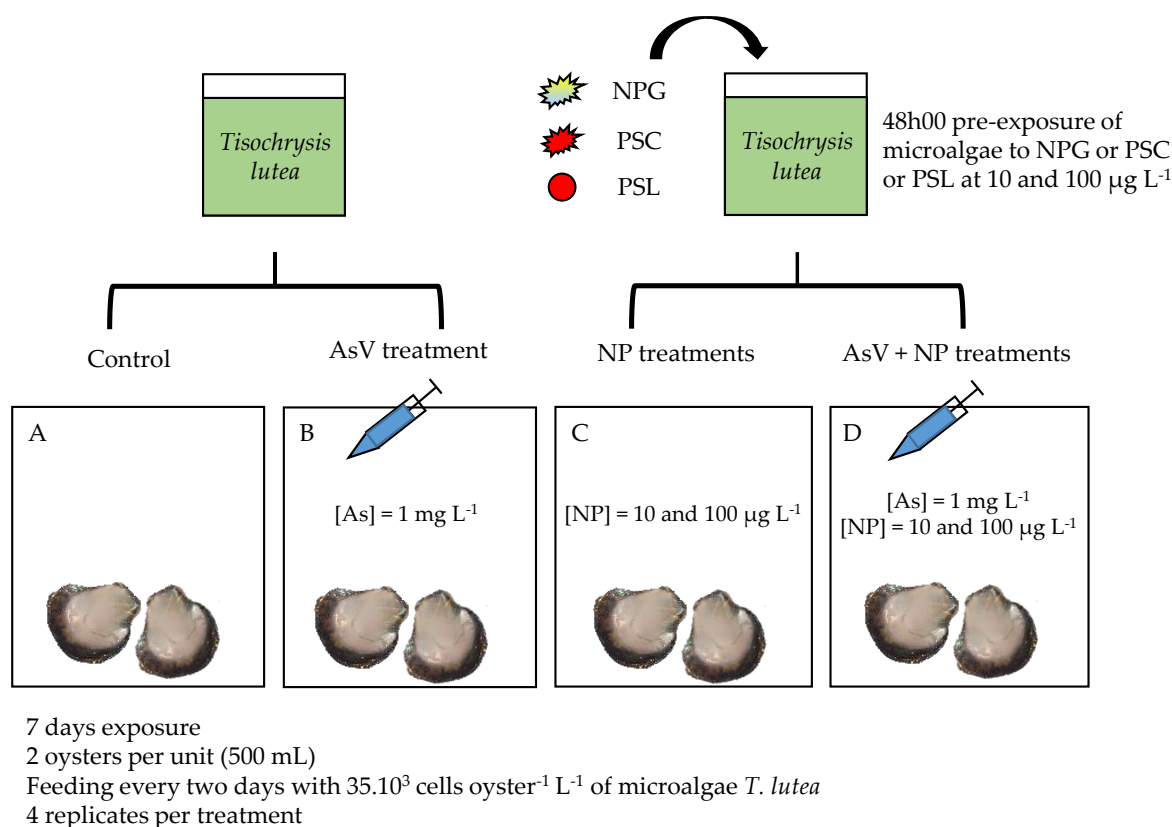 NPG
PSC
PSL
Tisochrysis
lutea
Tisochrysis
lutea
48h00 pre-exposure of
microalgae to NPG or PSC
or PSL at 10 and 100 µg L⁻¹
Control
AsV treatment
NP treatments
AsV + NP treatments
A
B
[As] = 1 mg L⁻¹
C
[NP] = 10 and 100 µg L⁻¹
D
[As] = 1 mg L⁻¹
[NP] = 10 and 100 µg L⁻¹
7 days exposure
2 oysters per unit (500 mL)
Feeding every two days with 35.10³ cells oyster⁻¹ L⁻¹ of microalgae T. lutea
4 replicates per treatment